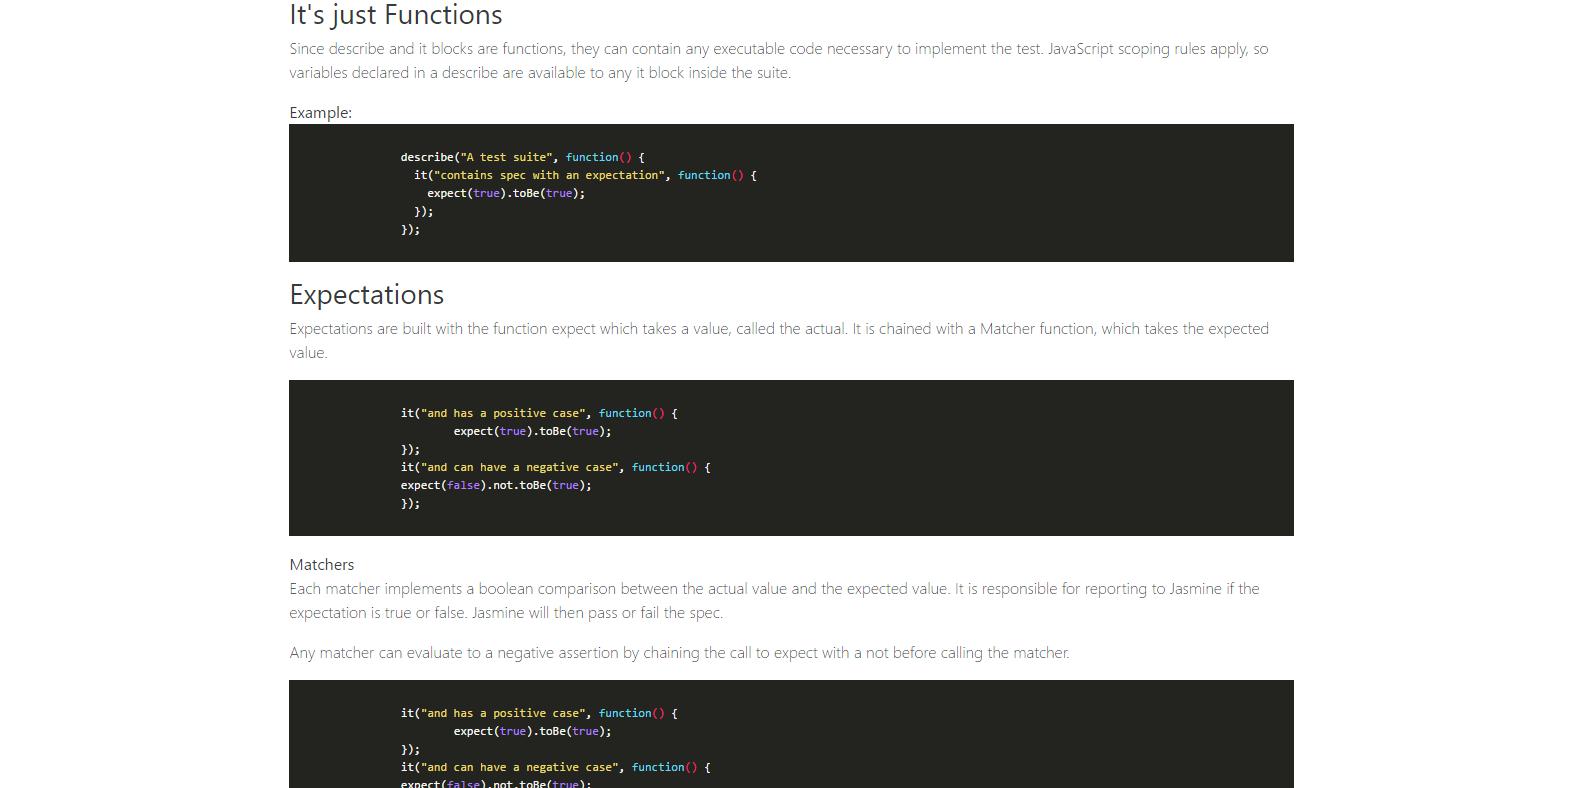 It's just Functions
Since describe and it blocks are functions, they can contain any executable code necessary to implement the test. JavaScript scoping rules apply, so
variables declared in a describe are available to any it block inside the suite.
Example:
describe("A test suite", function() {
  it("contains spec with an expectation", function() {
    expect(true).toBe(true);
  });
});
Expectations
Expectations are built with the function expect which takes a value, called the actual. It is chained with a Matcher function, which takes the expected
value.
it("and has a positive case", function() {
        expect(true).toBe(true);
});
it("and can have a negative case", function() {
expect(false).not.toBe(true);
});
Matchers
Each matcher implements a boolean comparison between the actual value and the expected value. It is responsible for reporting to Jasmine if the
expectation is true or false. Jasmine will then pass or fail the spec.
Any matcher can evaluate to a negative assertion by chaining the call to expect with a not before calling the matcher.
it("and has a positive case", function() {
        expect(true).toBe(true);
});
it("and can have a negative case", function() {
expect(false).not.toBe(true);